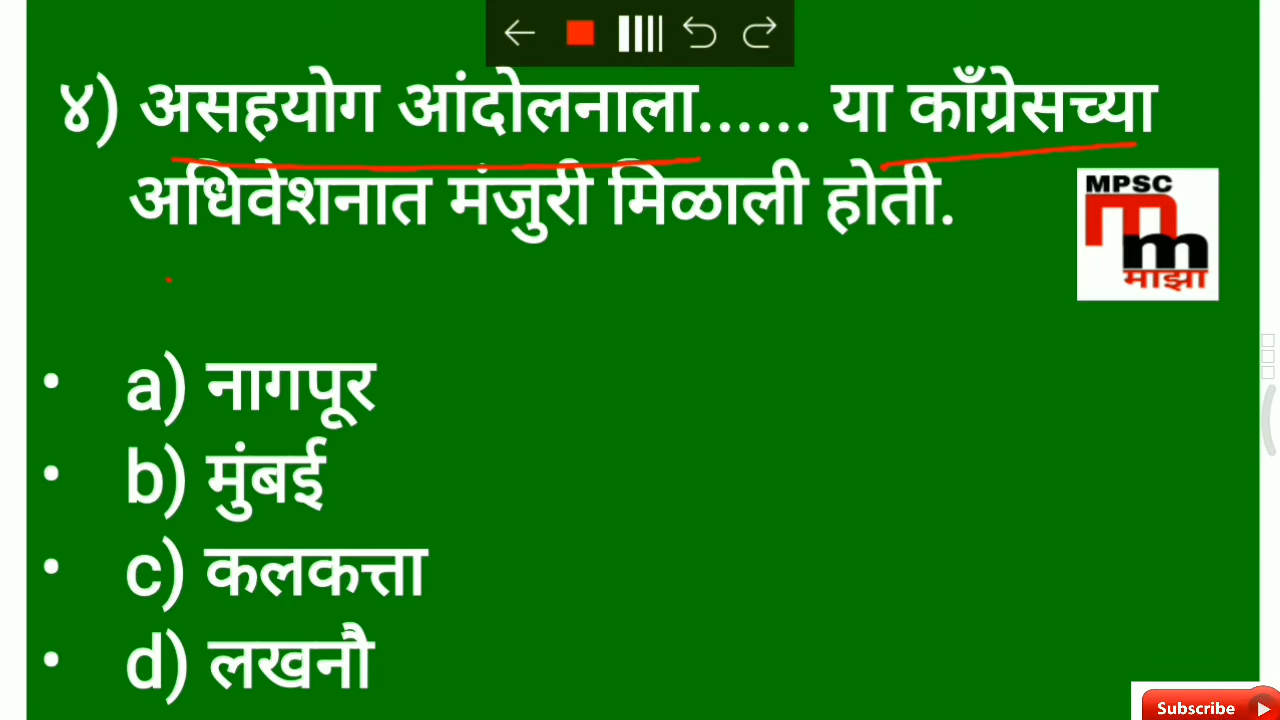 ४) असहयोग आंदोलनाला...... या काँग्रेसच्या
अधिवेशनात मंजुरी मिळाली होती.
MPSC
माझा
• a) नागपूर
• b) मुंबई
• c) कलकत्ता
• d) लखनौ
Subscribe